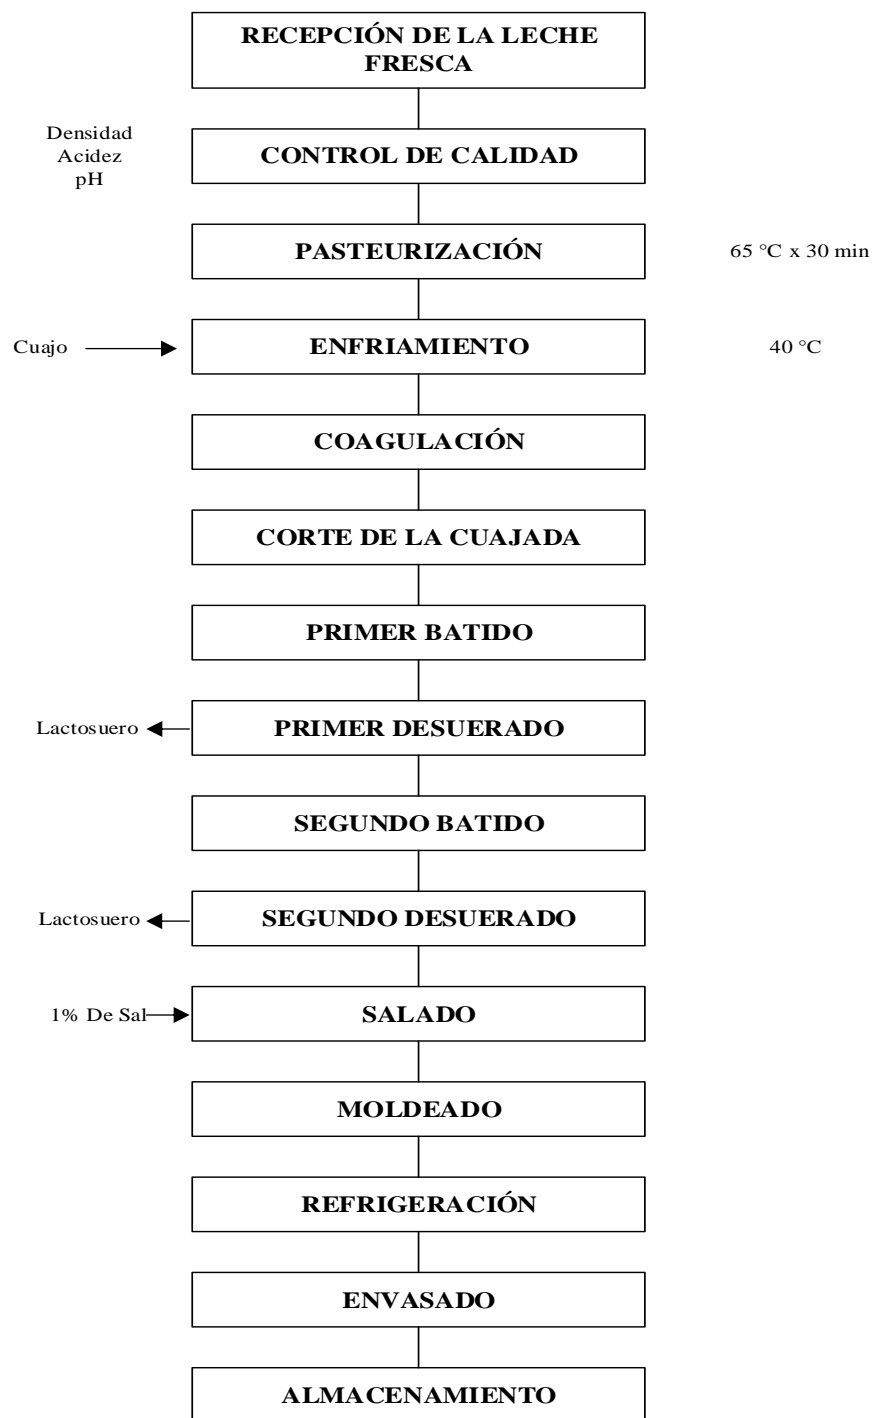 RECEPCIÓN DE LA LECHE
FRESCA
Densidad
Acidez
pH
CONTROL DE CALIDAD
PASTEURIZACIÓN
65 °C x 30 min
Cuajo
ENFRIAMIENTO
40 °C
COAGULACIÓN
CORTE DE LA CUAJADA
PRIMER BATIDO
Lactosuero
PRIMER DESUERADO
SEGUNDO BATIDO
Lactosuero
SEGUNDO DESUERADO
1% De Sal
SALADO
MOLDEADO
REFRIGERACIÓN
ENVASADO
ALMACENAMIENTO